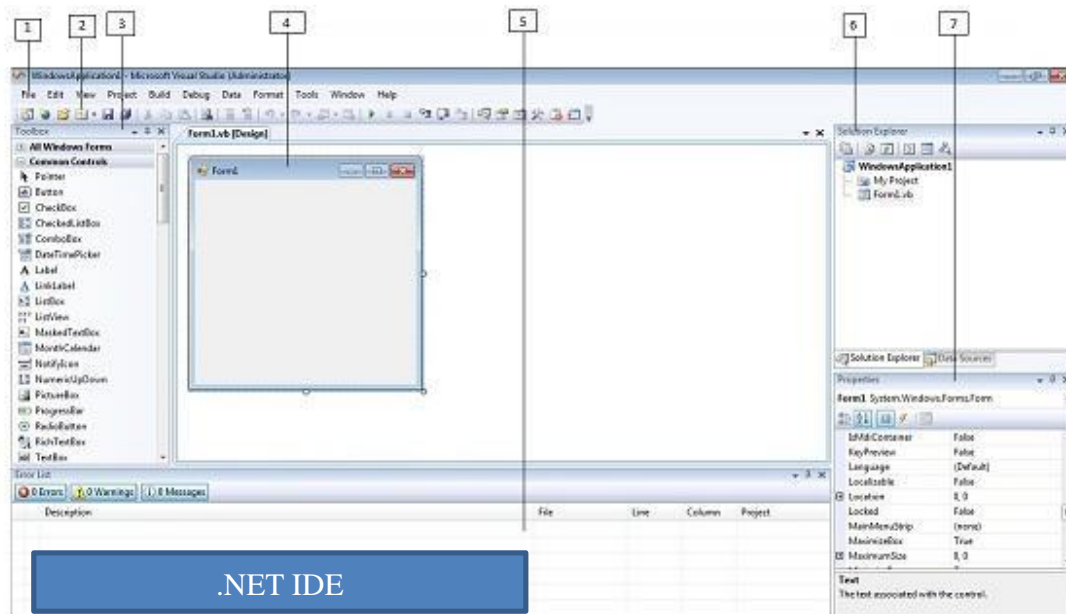 1 2 3 4 5 6 7
WindowsApplication1 - Microsoft Visual Studio (Administrator)
File Edit View Project Build Debug Data Format Tools Window Help
Toolbox
All Windows Forms
Common Controls
Pointer
Button
CheckBox
CheckedListBox
ComboBox
DateTimePicker
Label
LinkLabel
ListBox
ListView
MaskedTextBox
MonthCalendar
NotifyIcon
NumericUpDown
PictureBox
ProgressBar
RadioButton
RichTextBox
TextBox
Form1.vb [Design]
Form1
Solution Explorer
WindowsApplication1
My Project
Form1.vb
Solution Explorer Data Sources
Properties
Form1 System.Windows.Forms.Form
IsMdiContainer False
KeyPreview False
Language (Default)
Localizable False
Location 0, 0
Locked False
MainMenuStrip (none)
MaximizeBox True
MaximumSize 0, 0
Text
The text associated with the control.
Error List
0 Errors 0 Warnings 0 Messages
Description File Line Column Project
.NET IDE